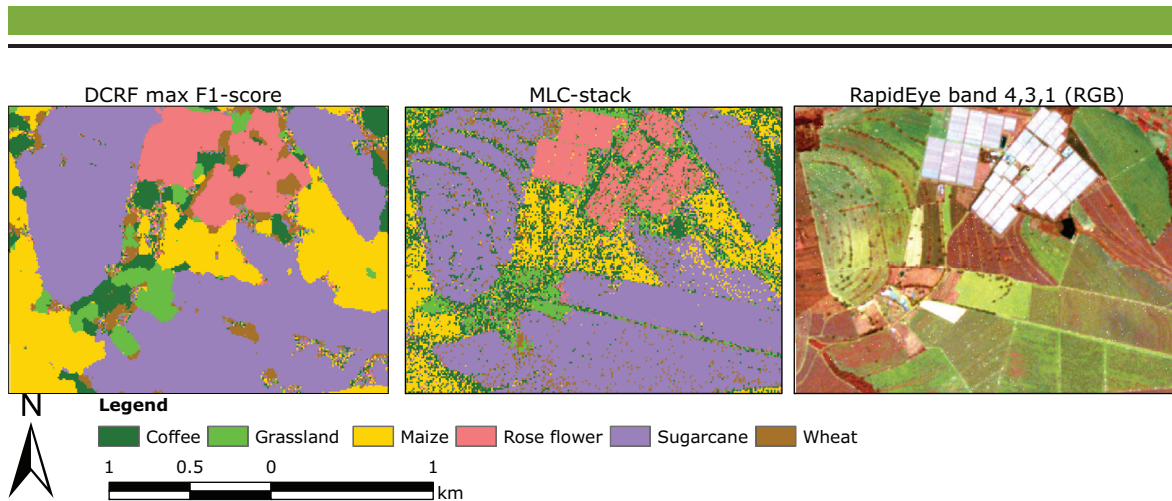 DCRF max F1-score
MLC-stack
RapidEye band 4,3,1 (RGB)
N
Legend
Coffee Grassland Maize Rose flower Sugarcane Wheat
1 0.5 0 1
km